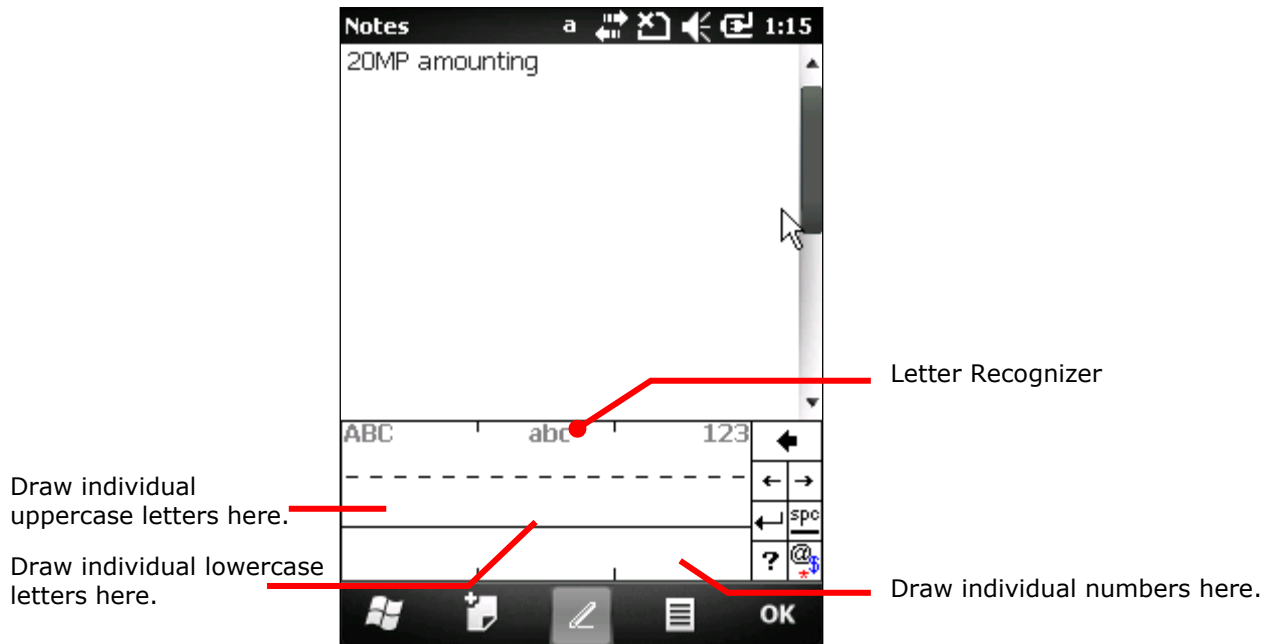 Notes a 1:15
20MP amounting
Letter Recognizer
ABC abc 123
Draw individual
uppercase letters here.
spc
Draw individual lowercase
letters here.
? @*$
Draw individual numbers here.
OK